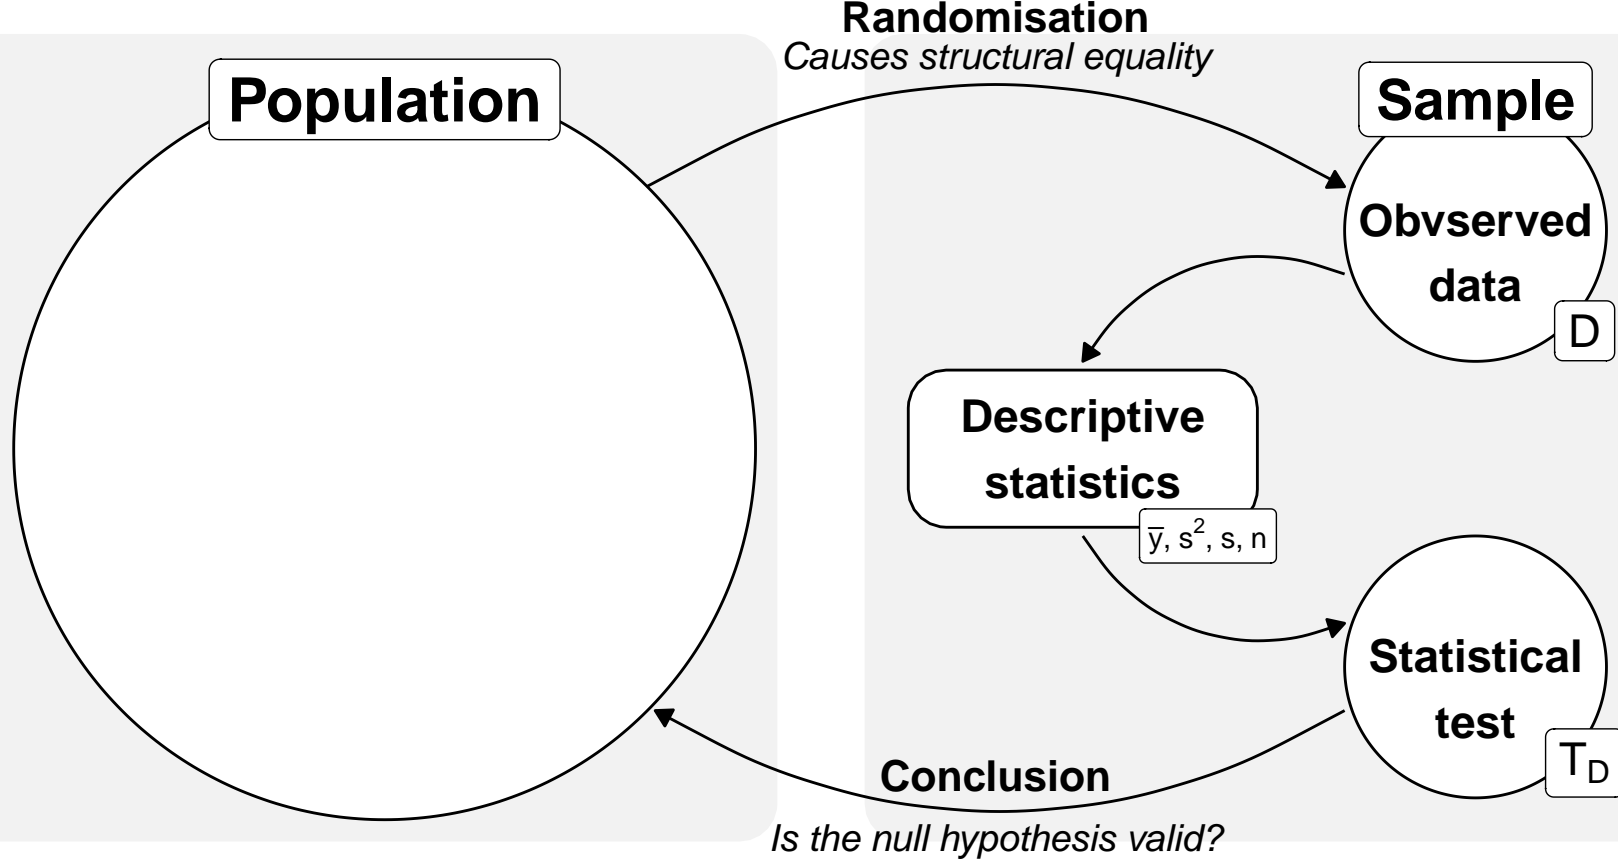 Randomisation
Causes structural equality
Population
Sample
Obvserved
data
D
Descriptive
statistics
y̅, s², s, n
Statistical
test
T_D
Conclusion
Is the null hypothesis valid?